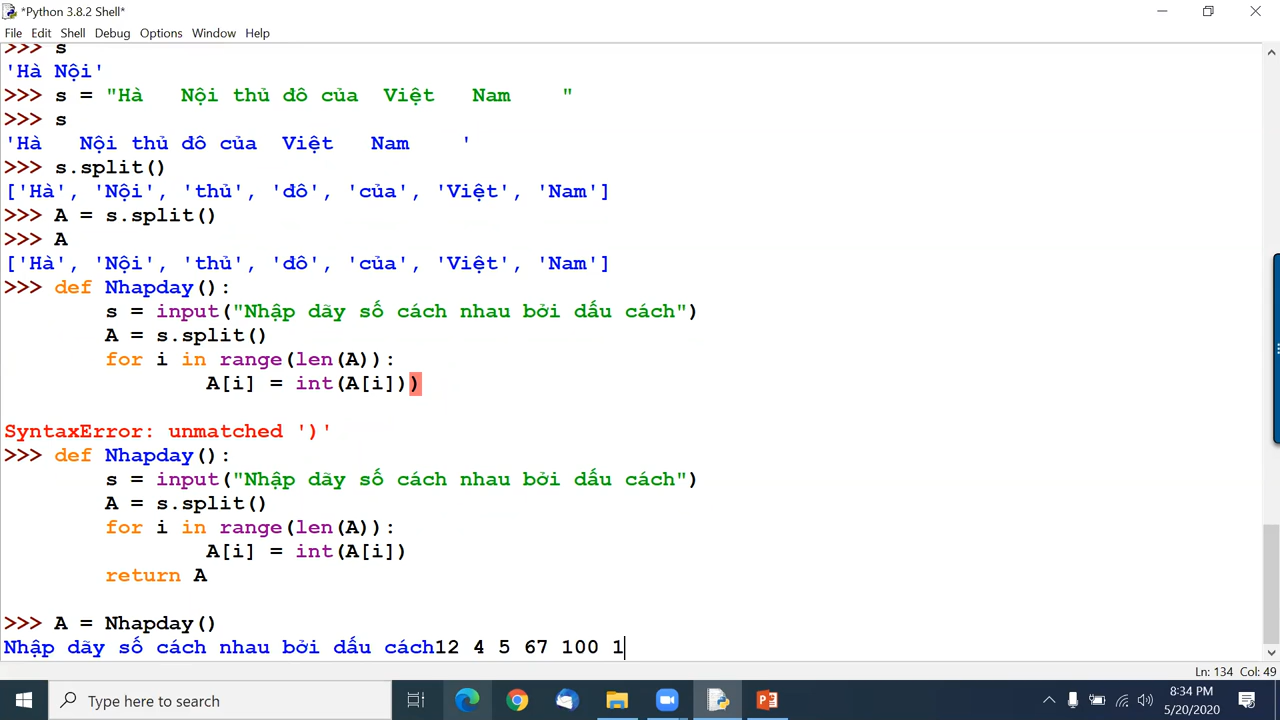 *Python 3.8.2 Shell*
File Edit Shell Debug Options Window Help
>>> s
'Hà Nội'
>>> s = "Hà   Nội thủ đô của  Việt   Nam    "
>>> s
'Hà   Nội thủ đô của  Việt   Nam    '
>>> s.split()
['Hà', 'Nội', 'thủ', 'đô', 'của', 'Việt', 'Nam']
>>> A = s.split()
>>> A
['Hà', 'Nội', 'thủ', 'đô', 'của', 'Việt', 'Nam']
>>> def Nhapday():
        s = input("Nhập dãy số cách nhau bởi dấu cách")
        A = s.split()
        for i in range(len(A)):
                A[i] = int(A[i]))
SyntaxError: unmatched ')'
>>> def Nhapday():
        s = input("Nhập dãy số cách nhau bởi dấu cách")
        A = s.split()
        for i in range(len(A)):
                A[i] = int(A[i])
        return A
>>> A = Nhapday()
Nhập dãy số cách nhau bởi dấu cách12 4 5 67 100 1
Ln: 134 Col: 49
Type here to search
8:34 PM
5/20/2020